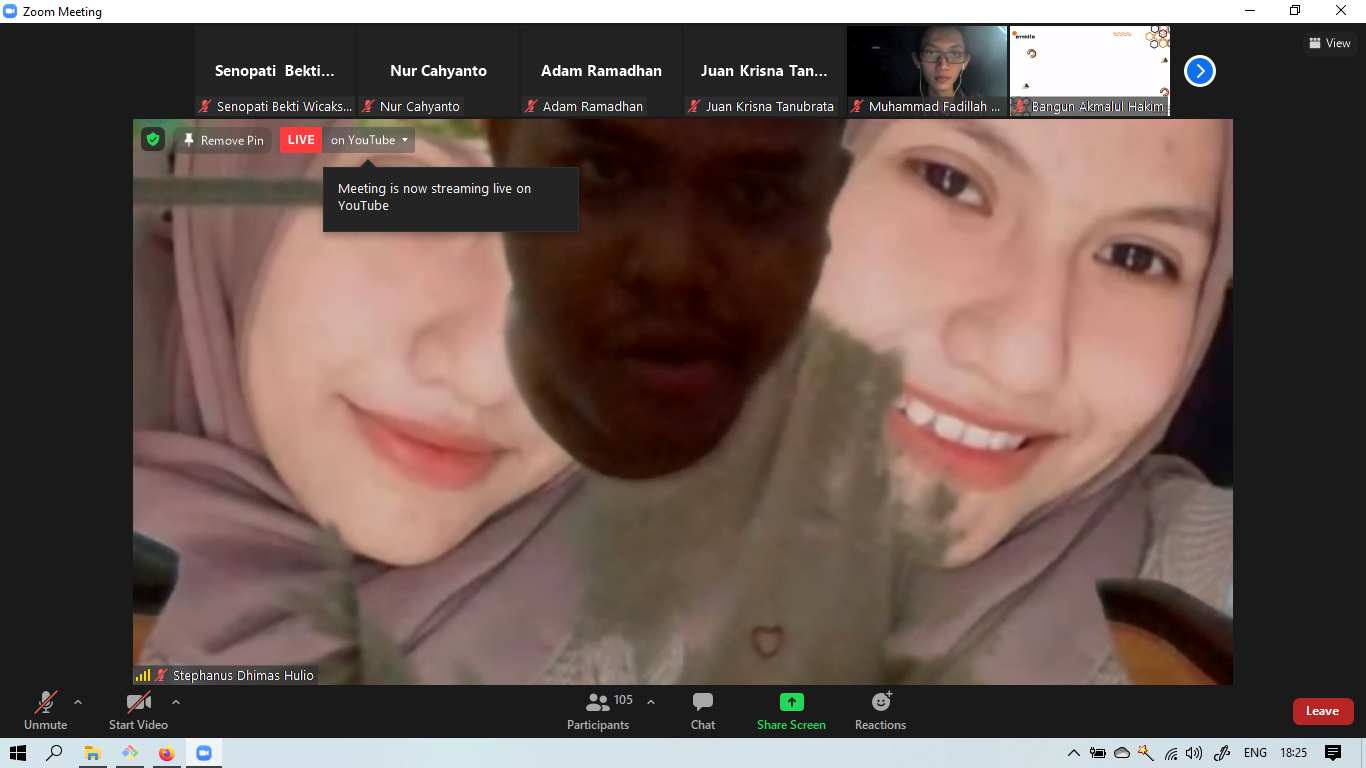 Zoom Meeting
View
Senopati Bekti...
Nur Cahyanto
Adam Ramadhan
Juan Krisna Tan...
Senopati Bekti Wicaks...
Nur Cahyanto
Adam Ramadhan
Juan Krisna Tanubrata
Muhammad Fadillah ...
Bangun Akmalul Hakim
Remove Pin
LIVE
on YouTube
Meeting is now streaming live on
YouTube
Stephanus Dhimas Hulio
Unmute
Start Video
105
Participants
Chat
Share Screen
Reactions
Leave
ENG
18:25